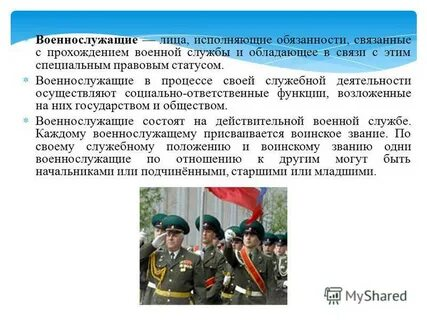 Военнослужащие — лица, исполняющие обязанности, связанные
с прохождением военной службы и обладающее в связи с этим
специальным правовым статусом.
Военнослужащие в процессе своей служебной деятельности
осуществляют социально-ответственные функции, возложенные
на них государством и обществом.
Военнослужащие состоят на действительной военной службе.
Каждому военнослужащему присваивается воинское звание. По
своему служебному положению и воинскому званию одни
военнослужащие по отношению к другим могут быть
начальниками или подчинёнными, старшими или младшими.
MyShared